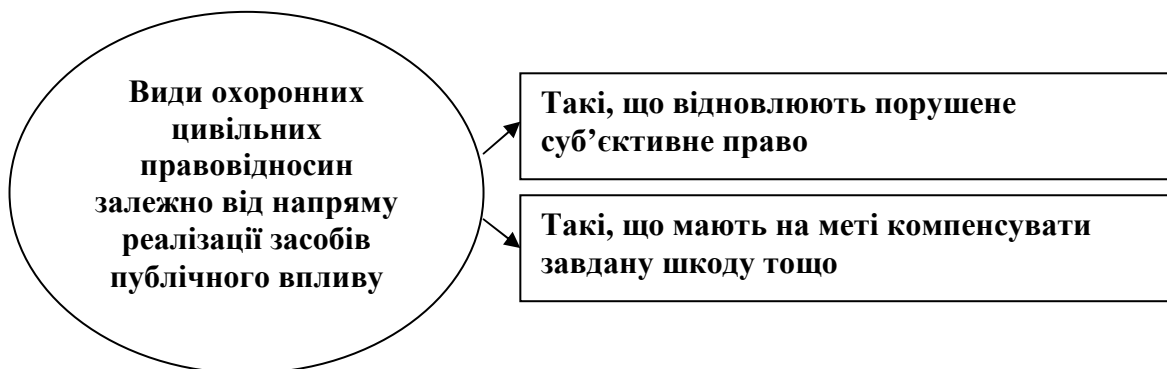 Види охоронних
цивільних
правовідносин
залежно від напряму
реалізації засобів
публічного впливу
Такі, що відновлюють порушене
суб’єктивне право
Такі, що мають на меті компенсувати
завдану шкоду тощо